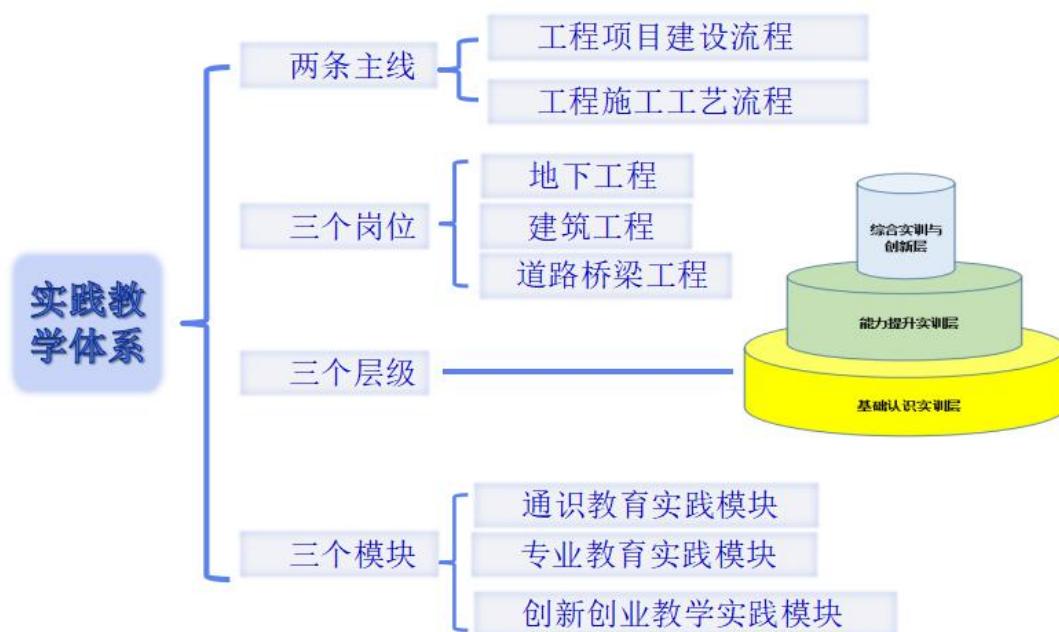 实践教
学体系
两条主线
工程项目建设流程
工程施工工艺流程
三个岗位
地下工程
建筑工程
道路桥梁工程
三个层级
综合实训与
创新层
能力提升实训层
基础认识实训层
三个模块
通识教育实践模块
专业教育实践模块
创新创业教学实践模块